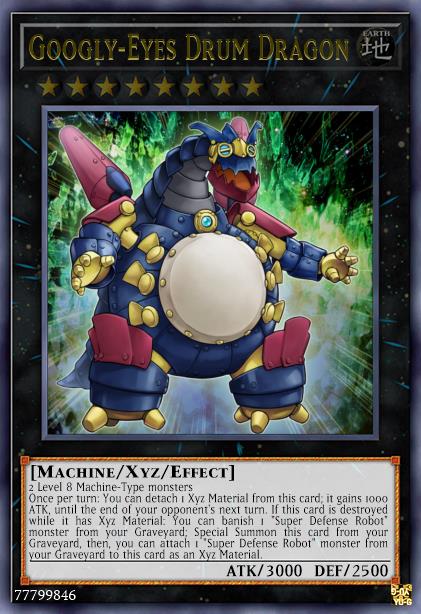 Googly-Eyes Drum Dragon
EARTH
地
[Machine/Xyz/Effect]
2 Level 8 Machine-Type monsters
Once per turn: You can detach 1 Xyz Material from this card; it gains 1000
ATK, until the end of your opponent's next turn. If this card is destroyed
while it has Xyz Material: You can banish 1 "Super Defense Robot"
monster from your Graveyard; Special Summon this card from your
Graveyard, then, you can attach 1 "Super Defense Robot" monster from
your Graveyard to this card as an Xyz Material.
ATK/3000 DEF/2500
77799846